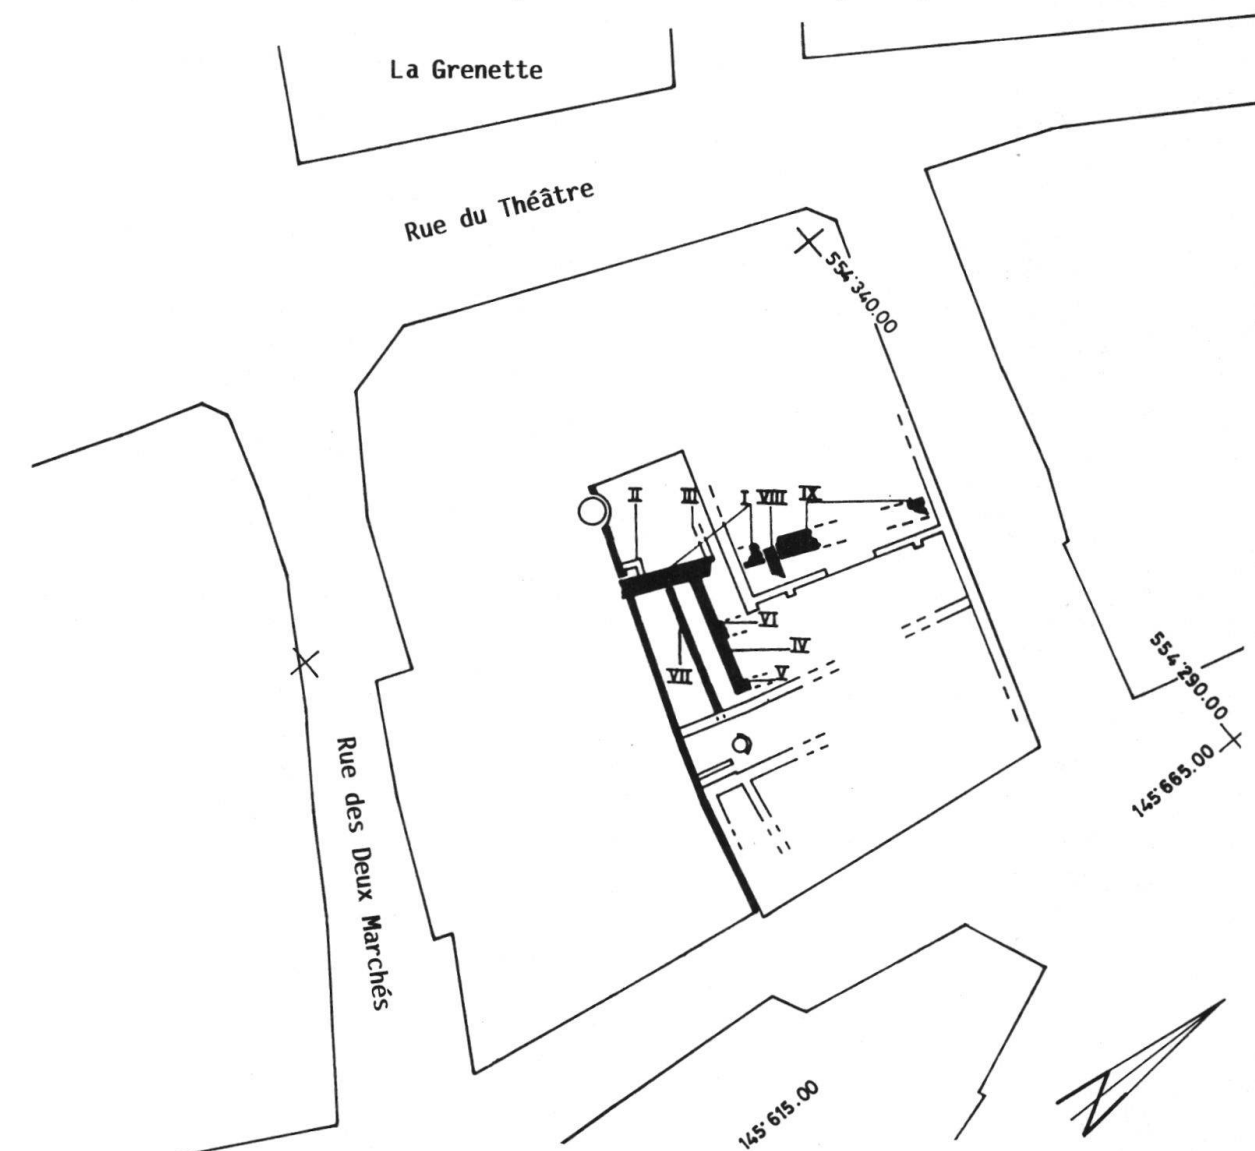 La Grenette
Rue du Théâtre
554'340.00
II
III
I
VIII
IX
VI
IV
VII
V
554'290.00
145'665.00
Rue des Deux Marchés
145'615.00
N